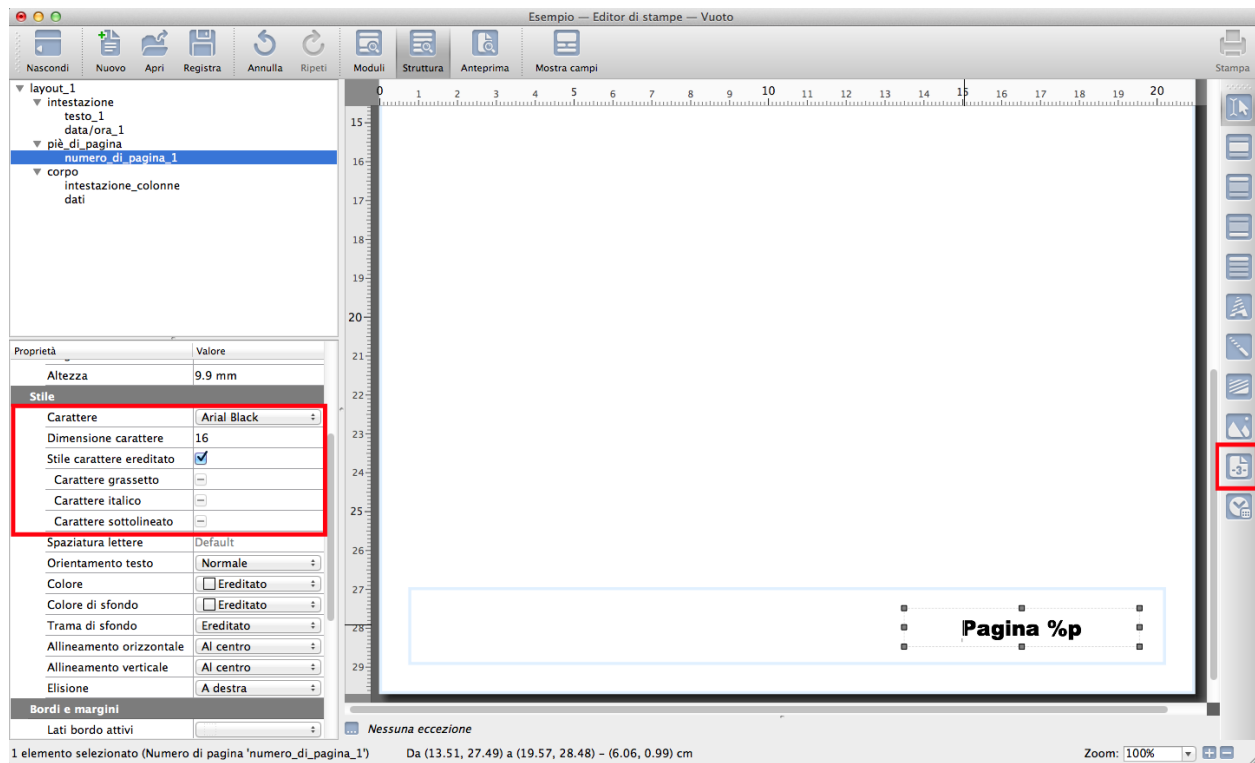 Esempio — Editor di stampe — Vuoto
Nascondi Nuovo Apri Registra Annulla Ripeti Moduli Struttura Anteprima Mostra campi Stampa
layout_1
intestazione
testo_1
data/ora_1
piè_di_pagina
numero_di_pagina_1
corpo
intestazione_colonne
dati
0 1 2 3 4 5 6 7 8 9 10 11 12 13 14 15 16 17 18 19 20
15
16
17
18
19
20
21
22
23
24
25
26
27
28
29
Proprietà Valore
Altezza 9.9 mm
Stile
Carattere Arial Black
Dimensione carattere 16
Stile carattere ereditato
Carattere grassetto
Carattere italico
Carattere sottolineato
Spaziatura lettere Default
Orientamento testo Normale
Colore Ereditato
Colore di sfondo Ereditato
Trama di sfondo Ereditato
Allineamento orizzontale Al centro
Allineamento verticale Al centro
Elisione A destra
Bordi e margini
Lati bordo attivi
Pagina %p
-3-
Nessuna eccezione
1 elemento selezionato (Numero di pagina 'numero_di_pagina_1') Da (13.51, 27.49) a (19.57, 28.48) – (6.06, 0.99) cm Zoom: 100%